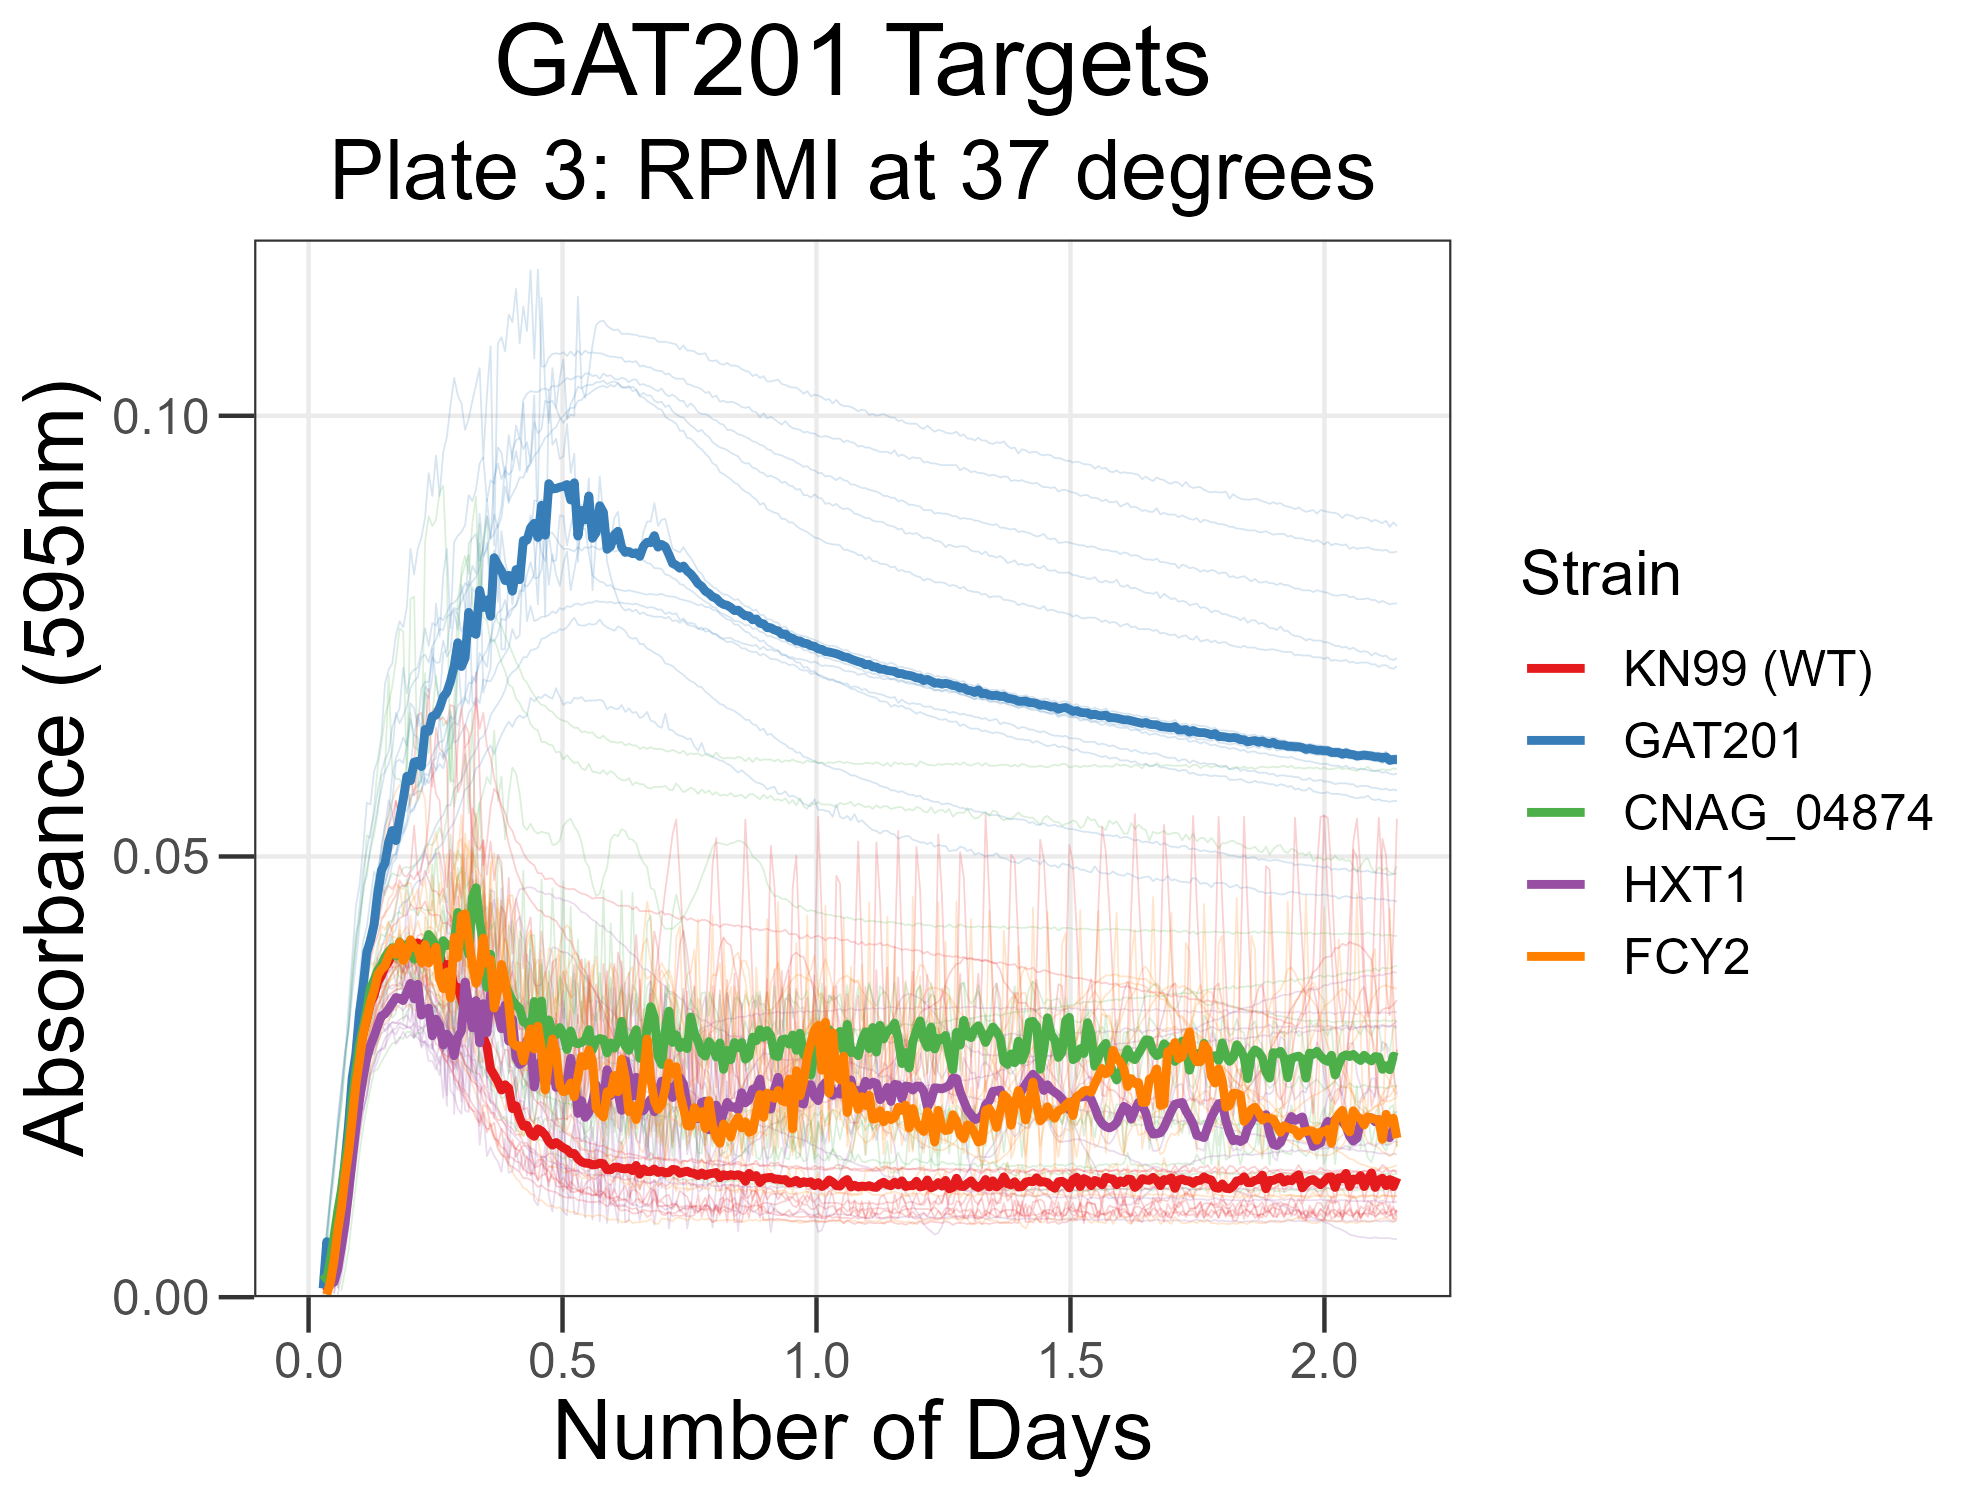 GAT201 Targets
Plate 3: RPMI at 37 degrees
Absorbance (595nm)
0.10
0.05
0.00
0.0
0.5
1.0
1.5
2.0
Number of Days
Strain
KN99 (WT)
GAT201
CNAG_04874
HXT1
FCY2